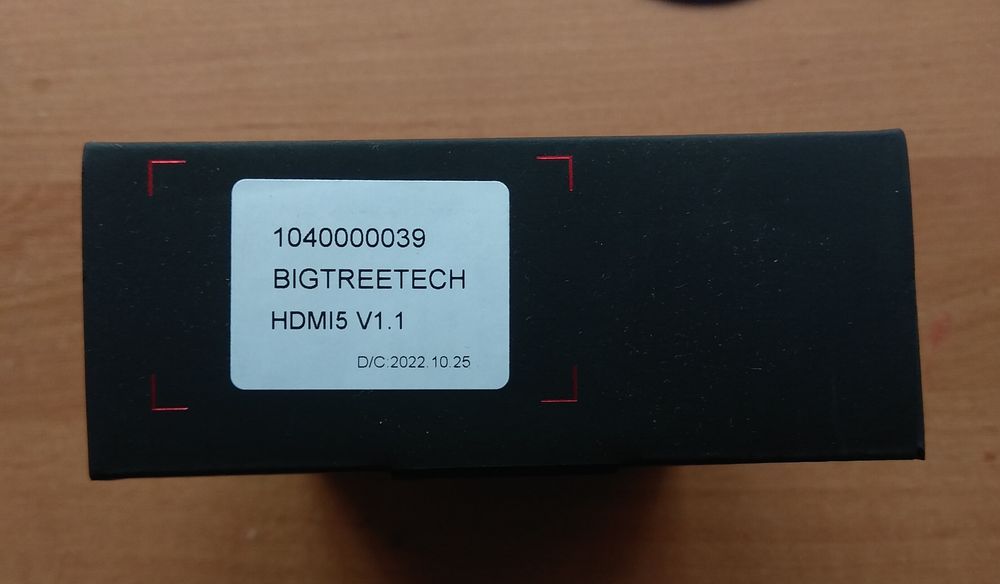 1040000039
BIGTREETECH
HDMI5 V1.1
D/C:2022.10.25